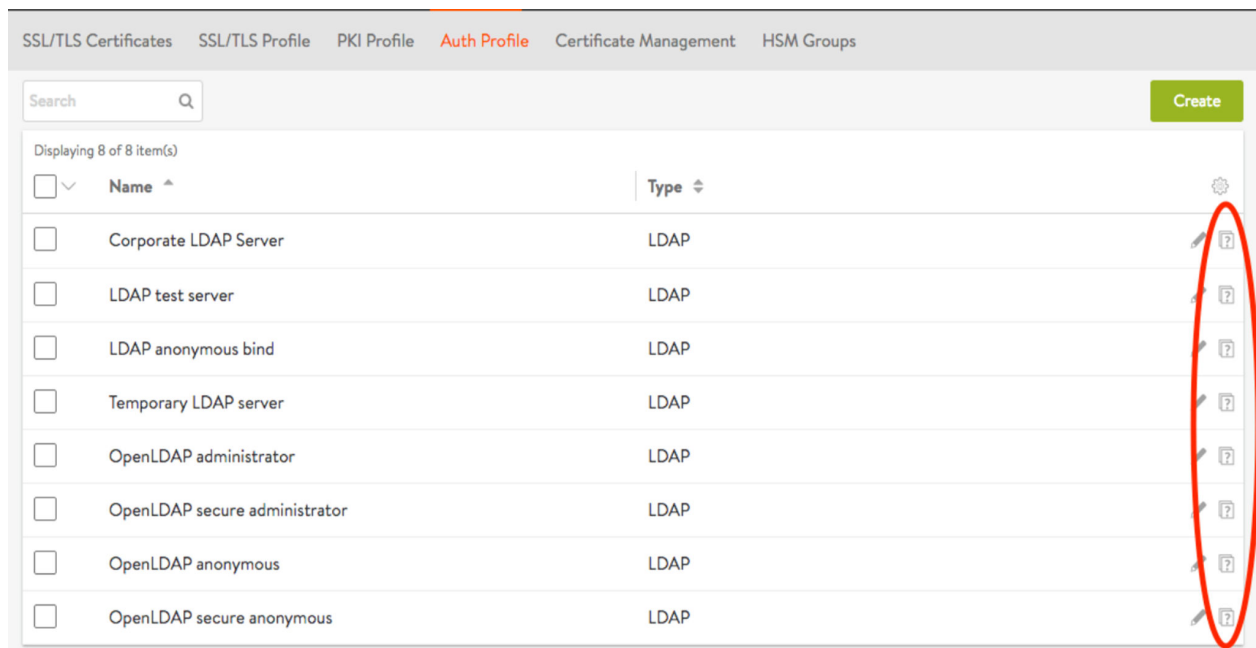 SSL/TLS Certificates SSL/TLS Profile PKI Profile Auth Profile Certificate Management HSM Groups
Search Create
Displaying 8 of 8 item(s)
Name Type
Corporate LDAP Server LDAP ?
LDAP test server LDAP ?
LDAP anonymous bind LDAP ?
Temporary LDAP server LDAP ?
OpenLDAP administrator LDAP ?
OpenLDAP secure administrator LDAP ?
OpenLDAP anonymous LDAP ?
OpenLDAP secure anonymous LDAP ?